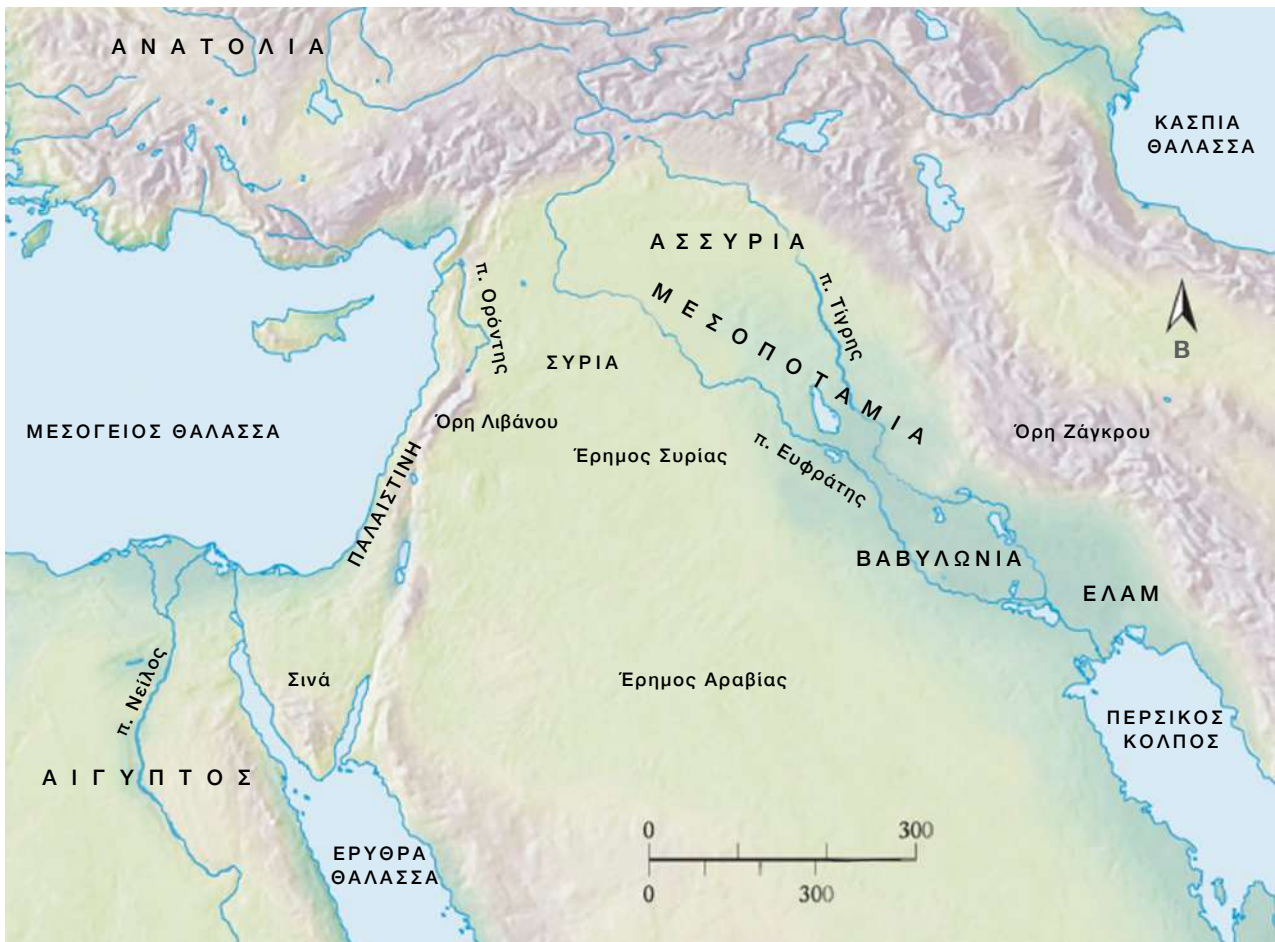 ΑΝΑΤΟΛΙΑ
ΚΑΣΠΙΑ
ΘΑΛΑΣΣΑ
ΑΣΣΥΡΙΑ
π. Ορόντης
π. Τίγρης
ΜΕΣΟΠΟΤΑΜΙΑ
Β
ΣΥΡΙΑ
ΜΕΣΟΓΕΙΟΣ ΘΑΛΑΣΣΑ
Όρη Λιβάνου
Όρη Ζάγκρου
Έρημος Συρίας
π. Ευφράτης
ΠΑΛΑΙΣΤΙΝΗ
ΒΑΒΥΛΩΝΙΑ
ΕΛΑΜ
π. Νείλος
Σινά
Έρημος Αραβίας
ΠΕΡΣΙΚΟΣ
ΚΟΛΠΟΣ
ΑΙΓΥΠΤΟΣ
ΕΡΥΘΡΑ
ΘΑΛΑΣΣΑ
0 300
0 300